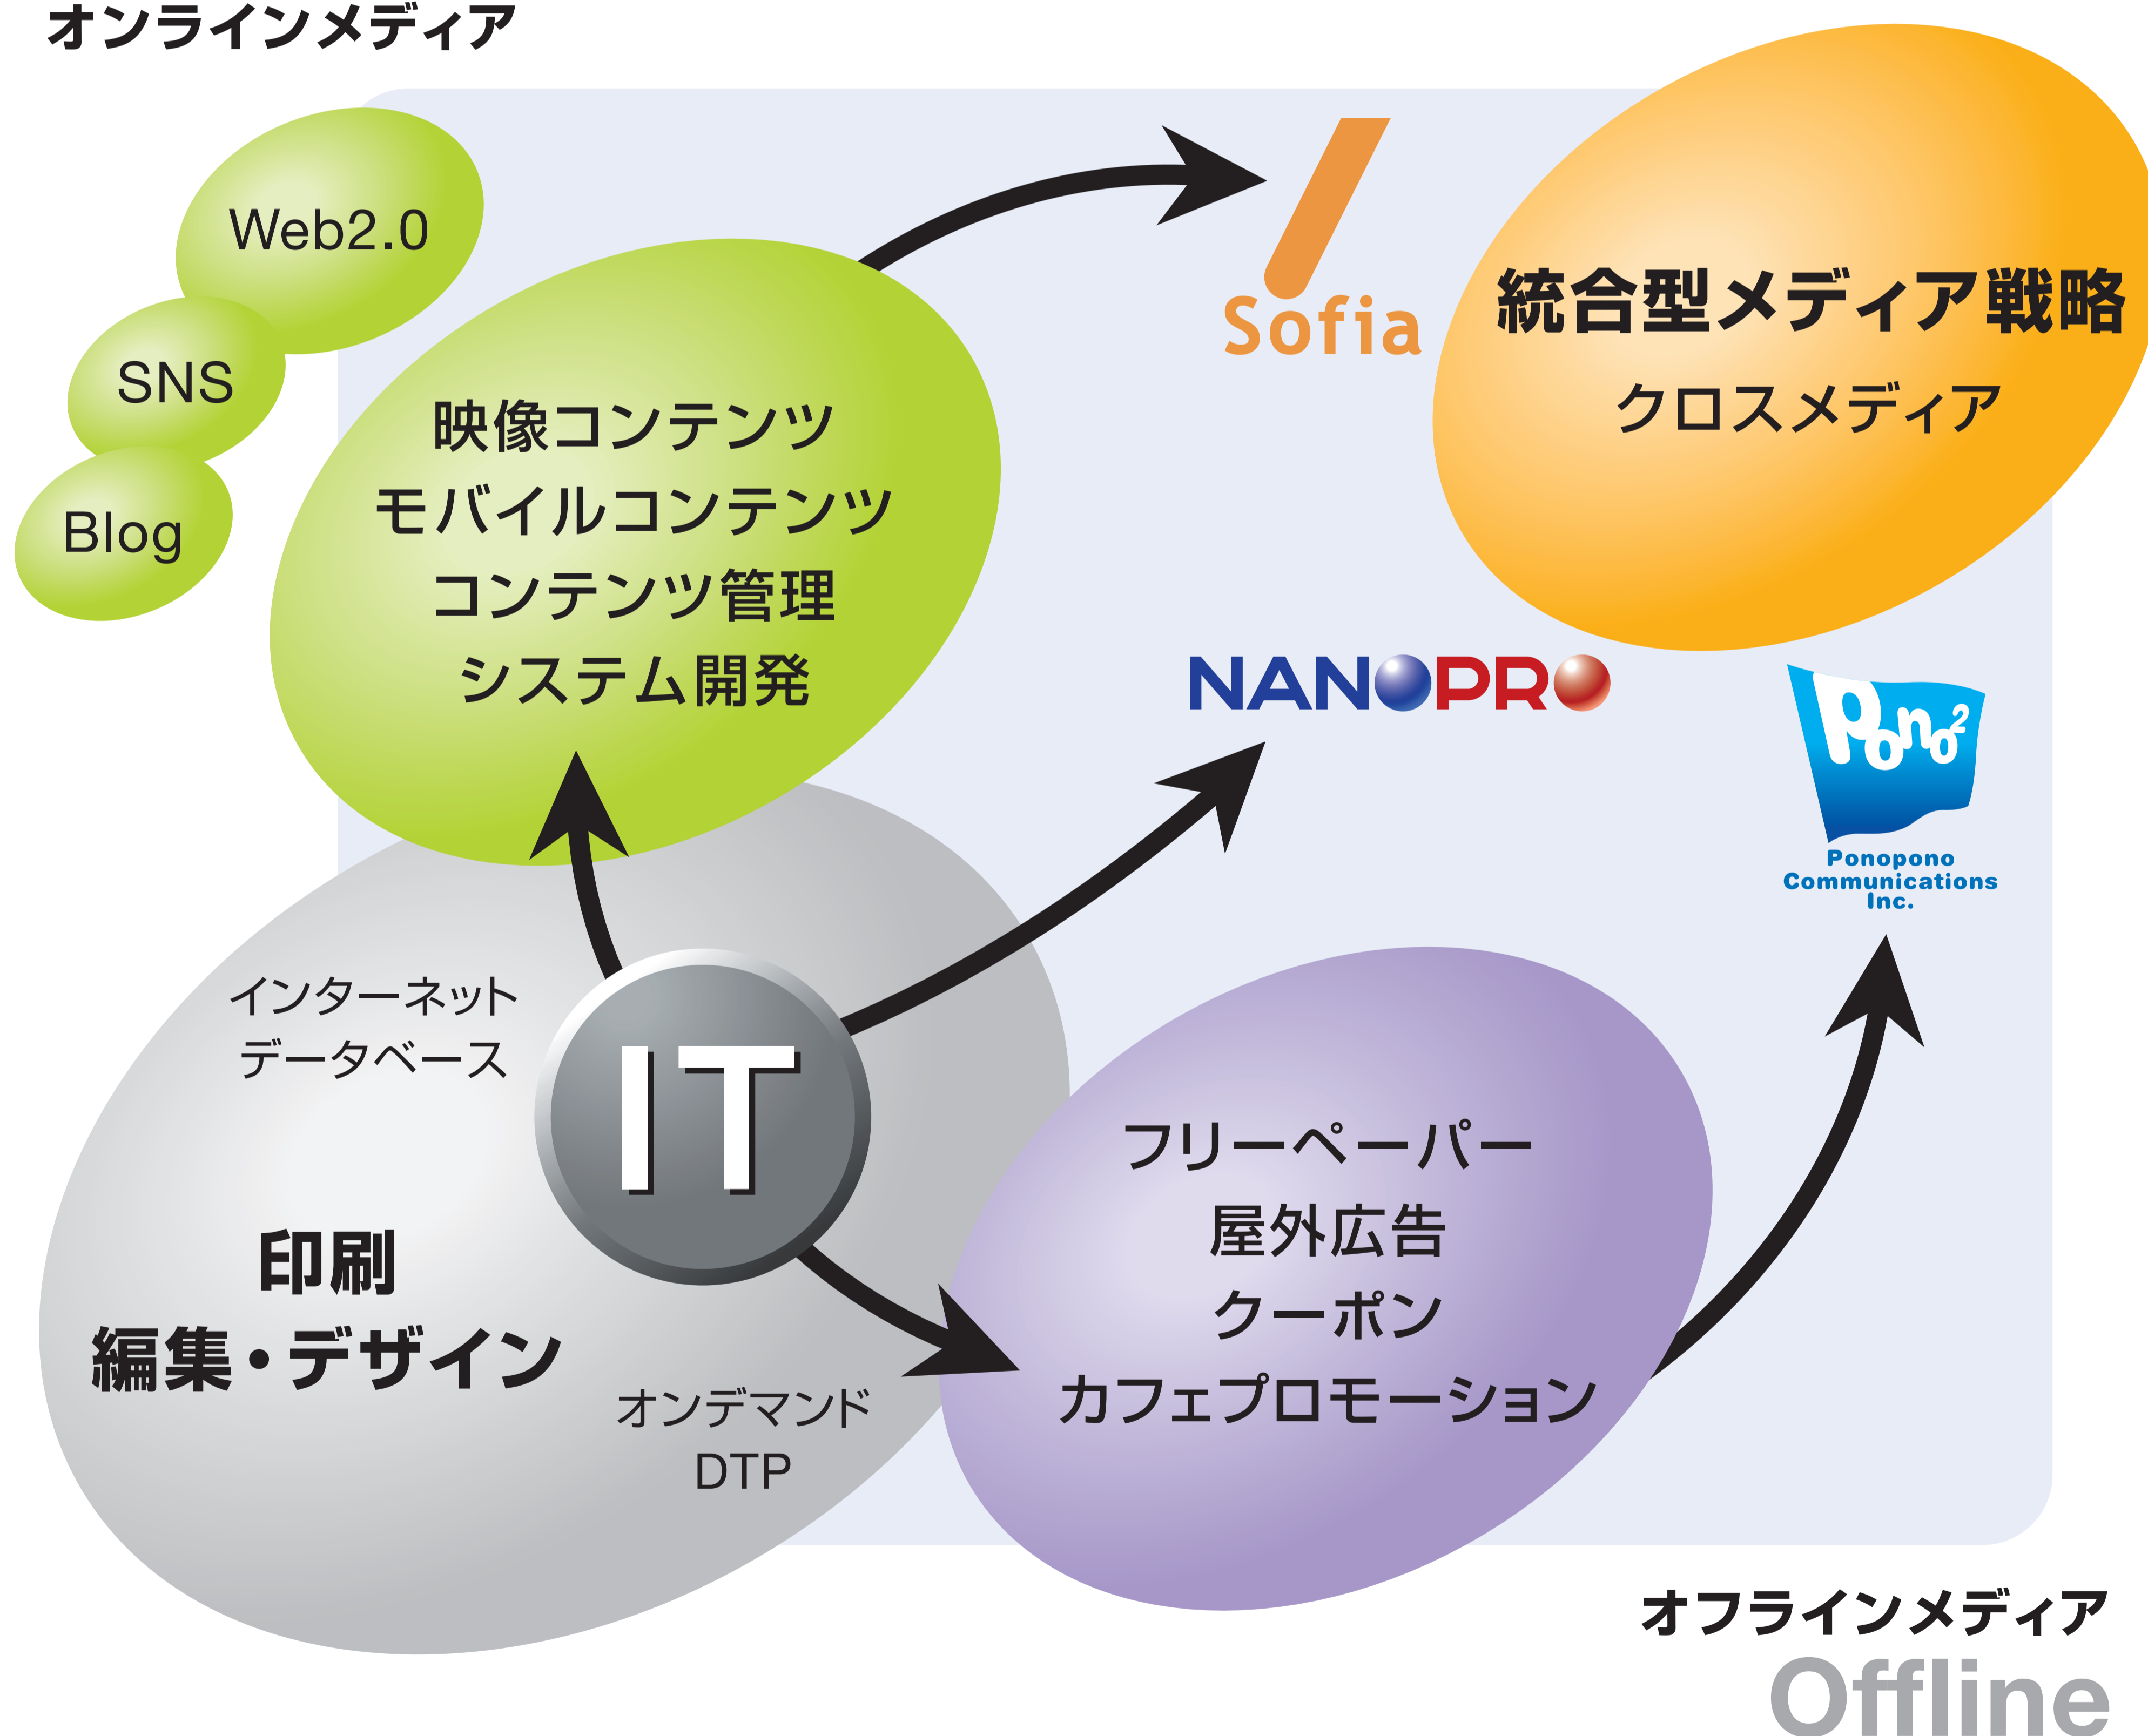 オンラインメディア
Web2.0
SNS
Blog
映像コンテンツ
モバイルコンテンツ
コンテンツ管理
システム開発
Sofia
統合型メディア戦略
クロスメディア
NANOPRO
Pono²
Ponopono
Communications
Inc.
インターネット
データベース
IT
印刷
編集・デザイン
オンデマンド
DTP
フリーペーパー
屋外広告
クーポン
カフェプロモーション
オフラインメディア
Offline